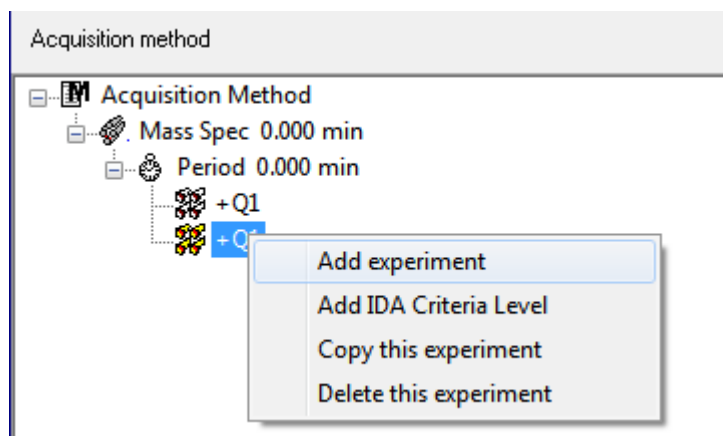 Acquisition method
Acquisition Method
Mass Spec 0.000 min
Period 0.000 min
+Q1
+Q1
Add experiment
Add IDA Criteria Level
Copy this experiment
Delete this experiment